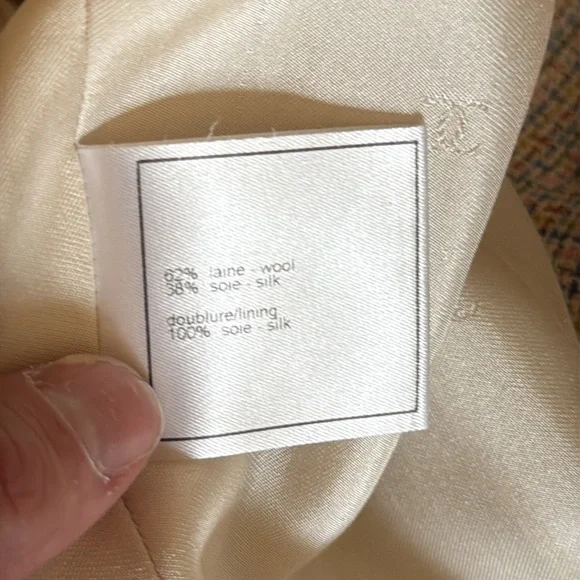 62% laine - wool
38% soie - silk
doublure/lining
100% soie - silk